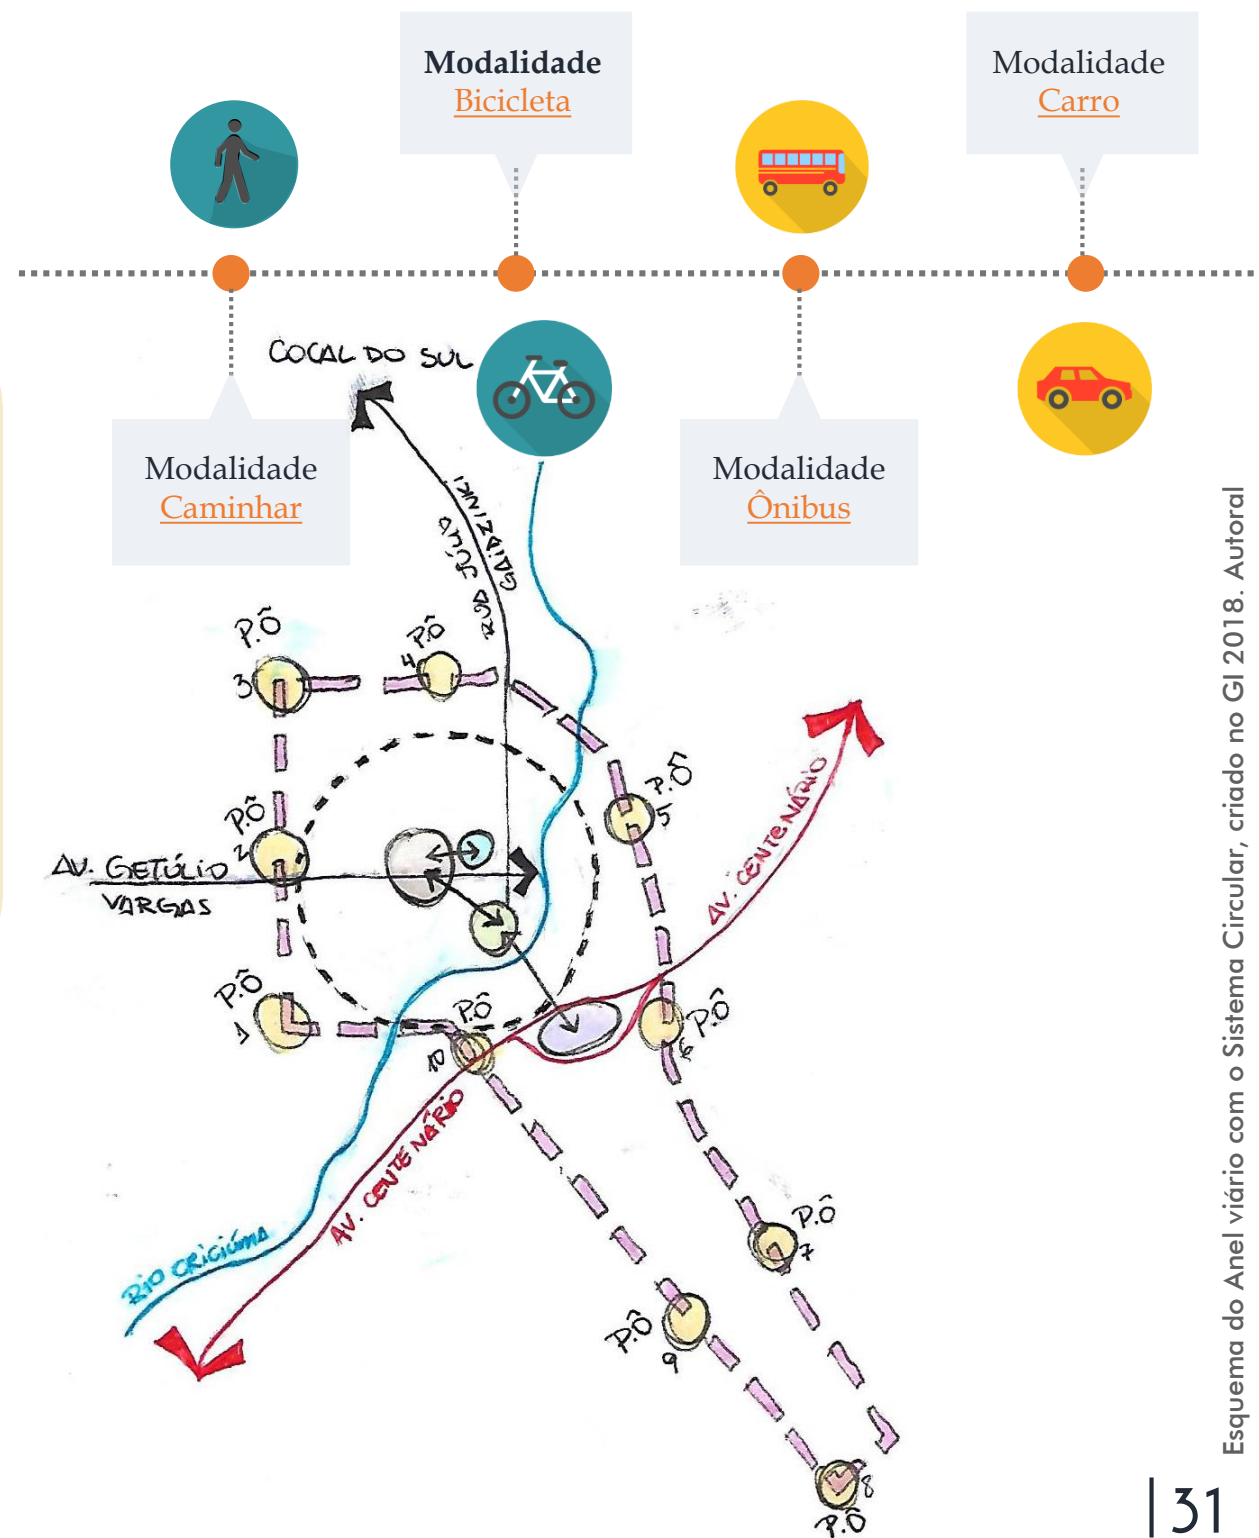 Modalidade
Bicicleta
Modalidade
Carro
Modalidade
Caminhar
Modalidade
Ônibus
COCAL DO SUL
RUA JÚLIO
GAIDZINKI
P.Ô
3
P.Ô
4
P.Ô
5
P.Ô
2
AV. GETÚLIO
VARGAS
AV. CENTENÁRIO
P.Ô
1
P.Ô
10
P.Ô
6
AV. CENTENÁRIO
RIO CRICIÚMA
P.Ô
7
P.Ô
9
8
P.Ô
Esquema do Anel viário com o Sistema Circular, criado no GI 2018. Autoral
|31